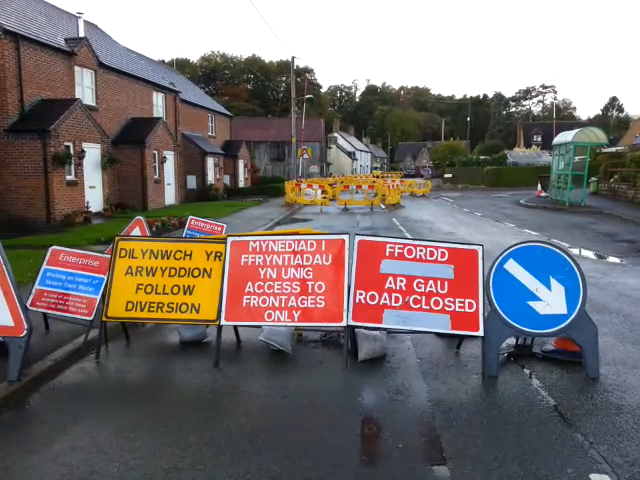 Enterprise
Working on behalf of
Severn Trent Water
Enterprise
DILYNWCH YR
ARWYDDION
FOLLOW
DIVERSION
MYNEDIAD I
FFRYNTIADAU
YN UNIG
ACCESS TO
FRONTAGES
ONLY
FFORDD
AR GAU
ROAD CLOSED